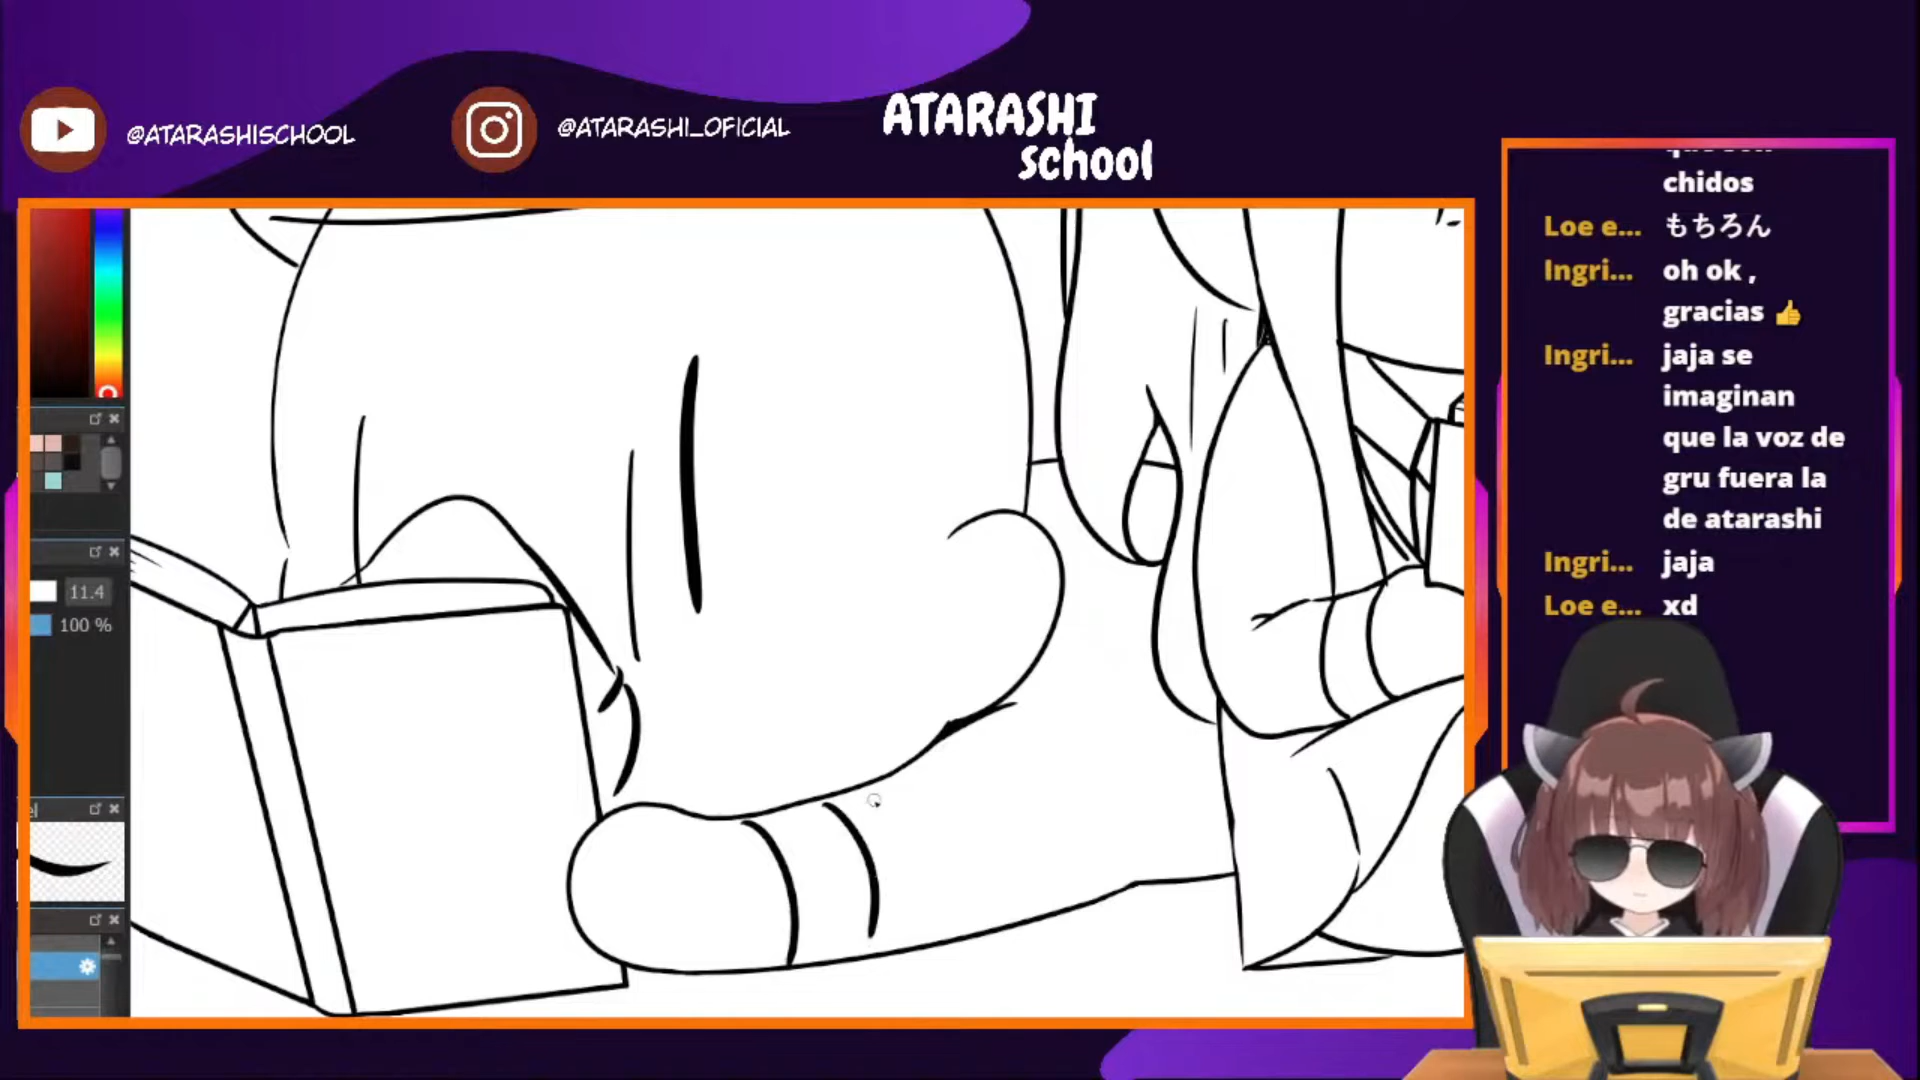 @ATARASHISCHOOL
@ATARASHI_OFICIAL
ATARASHI
school
chidos
Loe e... もちろん
Ingri... oh ok ,
gracias 👍
Ingri... jaja se
imaginan
que la voz de
gru fuera la
de atarashi
Ingri... jaja
Loe e... xd
11.4
100 %
el